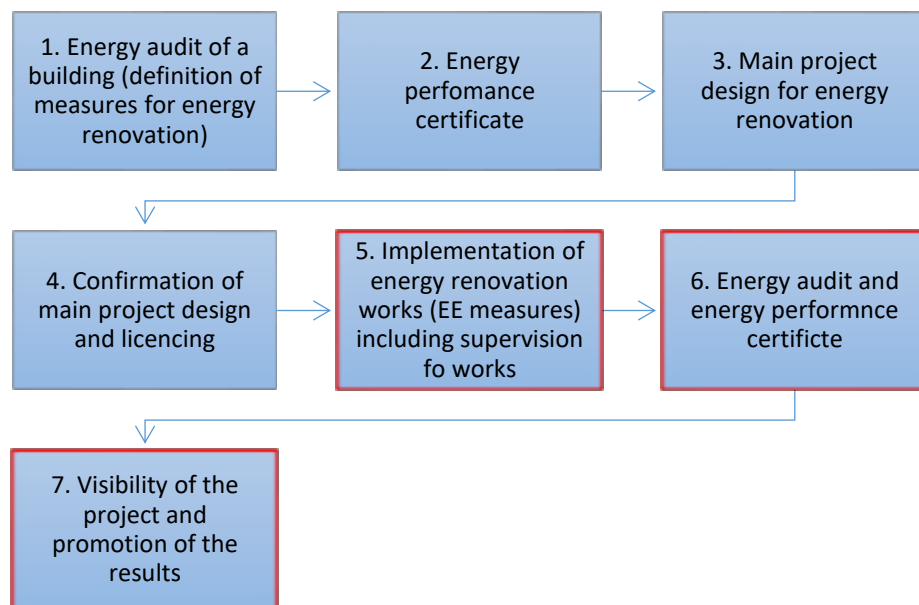 1. Energy audit of a
building (definition of
measures for energy
renovation)
2. Energy
perfomance
certificate
3. Main project
design for energy
renovation
4. Confirmation of
main project design
and licencing
5. Implementation of
energy renovation
works (EE measures)
including supervision
fo works
6. Energy audit and
energy performnce
certificte
7. Visibility of the
project and
promotion of the
results